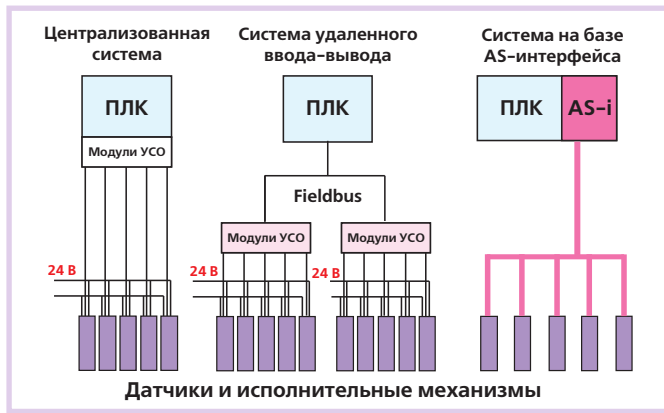 Централизованная
система
Система удаленного
ввода-вывода
Система на базе
AS-интерфейса
ПЛК
Модули УСО
ПЛК
ПЛК
AS-i
Fieldbus
Модули УСО
Модули УСО
24 В
24 В
24 В
Датчики и исполнительные механизмы